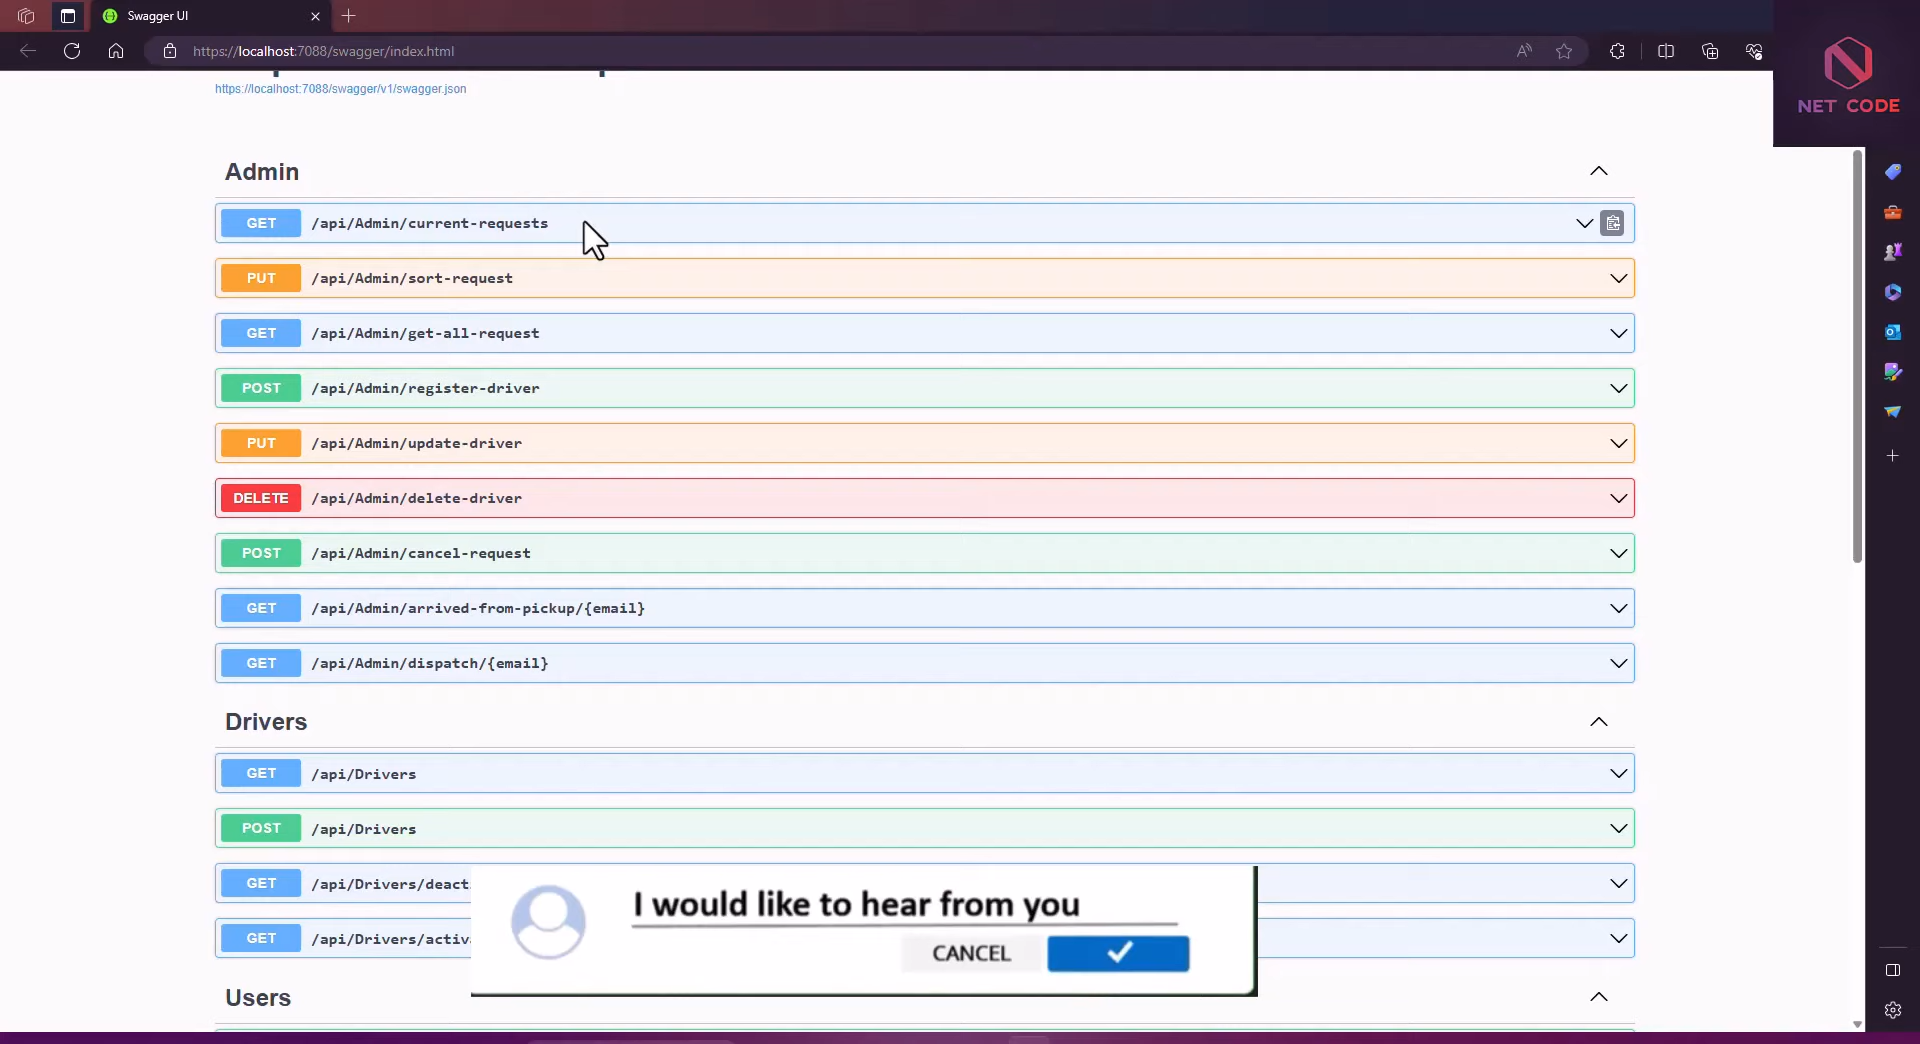 Swagger UI
https://localhost:7088/swagger/index.html
NET CODE
https://localhost:7088/swagger/v1/swagger.json
Admin
GET /api/Admin/current-requests
PUT /api/Admin/sort-request
GET /api/Admin/get-all-request
POST /api/Admin/register-driver
PUT /api/Admin/update-driver
DELETE /api/Admin/delete-driver
POST /api/Admin/cancel-request
GET /api/Admin/arrived-from-pickup/{email}
GET /api/Admin/dispatch/{email}
Drivers
GET /api/Drivers
POST /api/Drivers
GET /api/Drivers/deact
I would like to hear from you
GET /api/Drivers/activ
CANCEL
Users